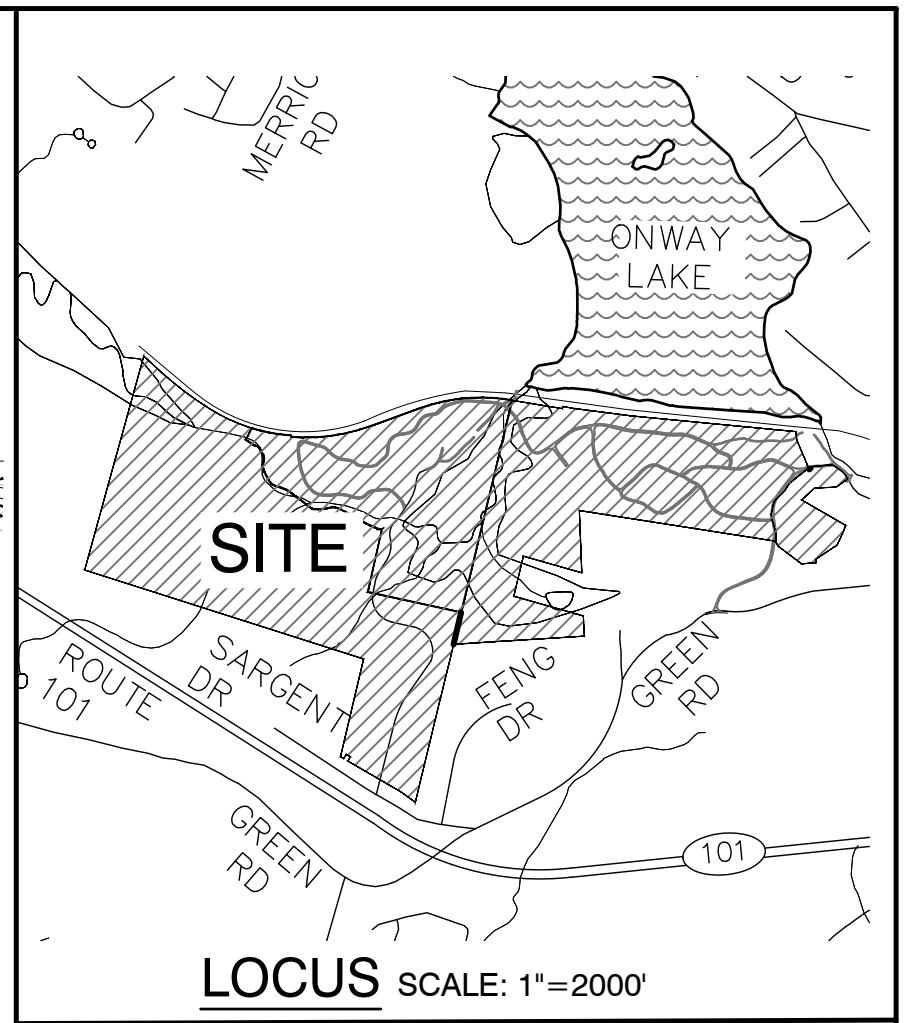 MERRIC
RD
ONWAY
LAKE
SITE
SARGENT
DR
ROUTE
101
FENG
DR
GREEN
RD
GREEN
RD
101
LOCUS SCALE: 1"=2000'